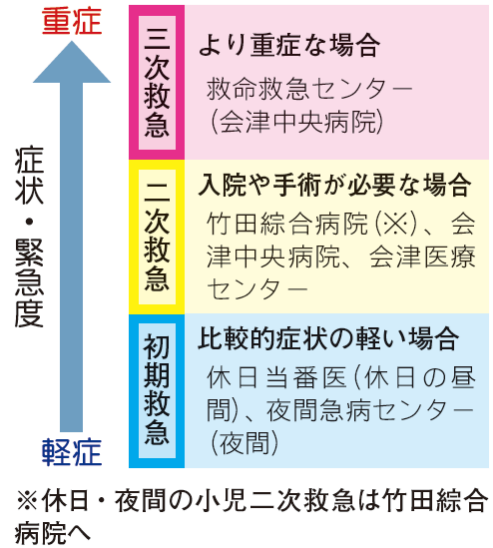 重症
症状・緊急度
軽症
三次救急
より重症な場合
救命救急センター
(会津中央病院)
二次救急
入院や手術が必要な場合
竹田綜合病院(※)、会
津中央病院、会津医療
センター
初期救急
比較的症状の軽い場合
休日当番医(休日の昼
間)、夜間急病センター
(夜間)
※休日・夜間の小児二次救急は竹田綜合
病院へ